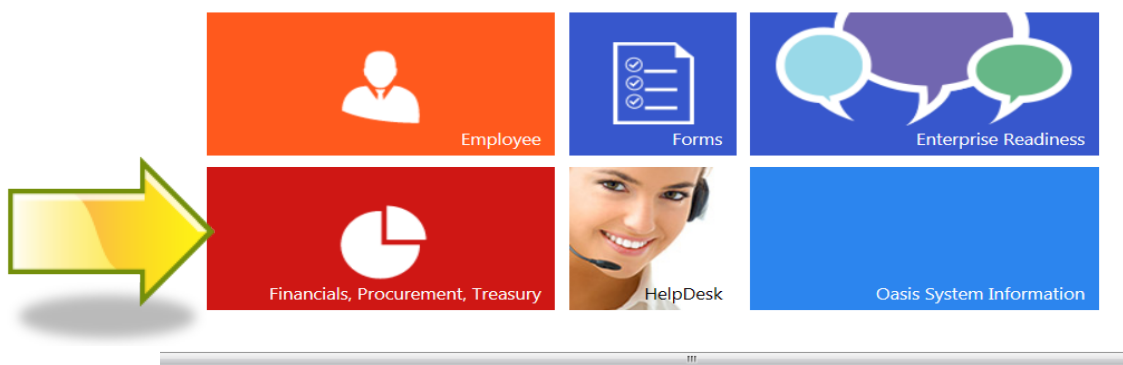 Employee
Forms
Enterprise Readiness
Financials, Procurement, Treasury
HelpDesk
Oasis System Information